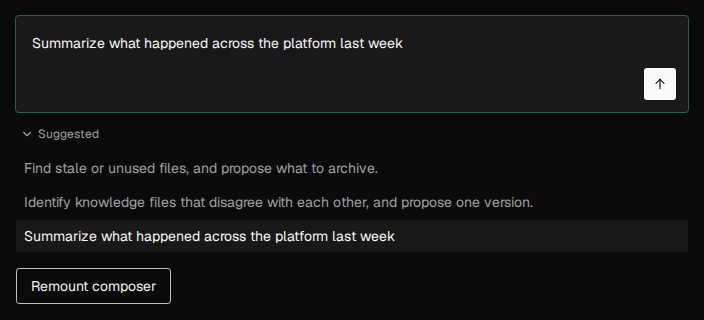 Summarize what happened across the platform last week
Suggested
Find stale or unused files, and propose what to archive.
Identify knowledge files that disagree with each other, and propose one version.
Summarize what happened across the platform last week
Remount composer